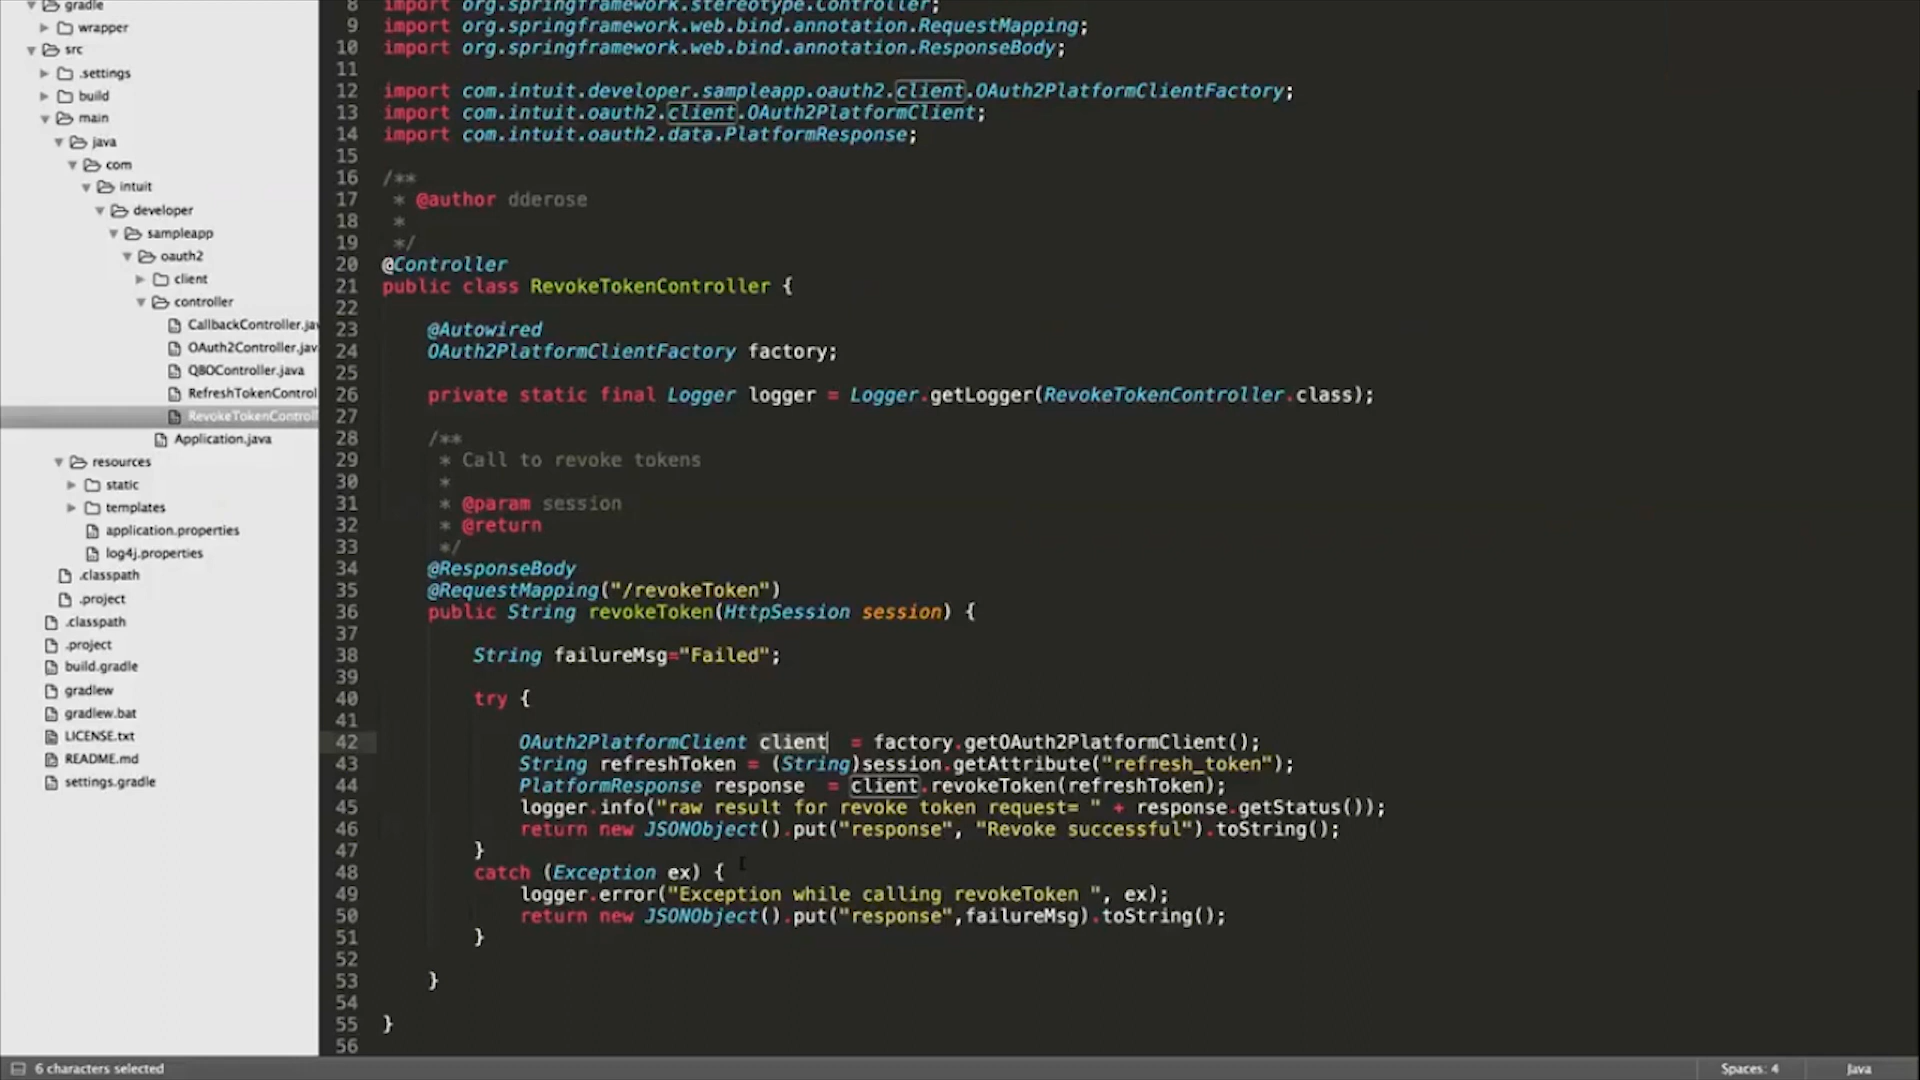 gradle
wrapper
src
.settings
build
main
java
com
intuit
developer
sampleapp
oauth2
client
controller
CallbackController.jav
OAuth2Controller.jav
QBOController.java
RefreshTokenControl
RevokeTokenControll
Application.java
resources
static
templates
application.properties
log4j.properties
.classpath
.project
.classpath
.project
build.gradle
gradlew
gradlew.bat
LICENSE.txt
README.md
settings.gradle
8 import org.springframework.stereotype.Controller;
9 import org.springframework.web.bind.annotation.RequestMapping;
10 import org.springframework.web.bind.annotation.ResponseBody;
11
12 import com.intuit.developer.sampleapp.oauth2.client.OAuth2PlatformClientFactory;
13 import com.intuit.oauth2.client.OAuth2PlatformClient;
14 import com.intuit.oauth2.data.PlatformResponse;
15
16 /**
17 * @author dderose
18 *
19 */
20 @Controller
21 public class RevokeTokenController {
22
23 @Autowired
24 OAuth2PlatformClientFactory factory;
25
26 private static final Logger logger = Logger.getLogger(RevokeTokenController.class);
27
28 /**
29 * Call to revoke tokens
30 *
31 * @param session
32 * @return
33 */
34 @ResponseBody
35 @RequestMapping("/revokeToken")
36 public String revokeToken(HttpSession session) {
37
38 String failureMsg="Failed";
39
40 try {
41
42 OAuth2PlatformClient client = factory.getOAuth2PlatformClient();
43 String refreshToken = (String)session.getAttribute("refresh_token");
44 PlatformResponse response = client.revokeToken(refreshToken);
45 logger.info("raw result for revoke token request= " + response.getStatus());
46 return new JSONObject().put("response", "Revoke successful").toString();
47 }
48 catch (Exception ex) {
49 logger.error("Exception while calling revokeToken ", ex);
50 return new JSONObject().put("response",failureMsg).toString();
51 }
52
53 }
54
55 }
56
6 characters selected
Spaces: 4
Java